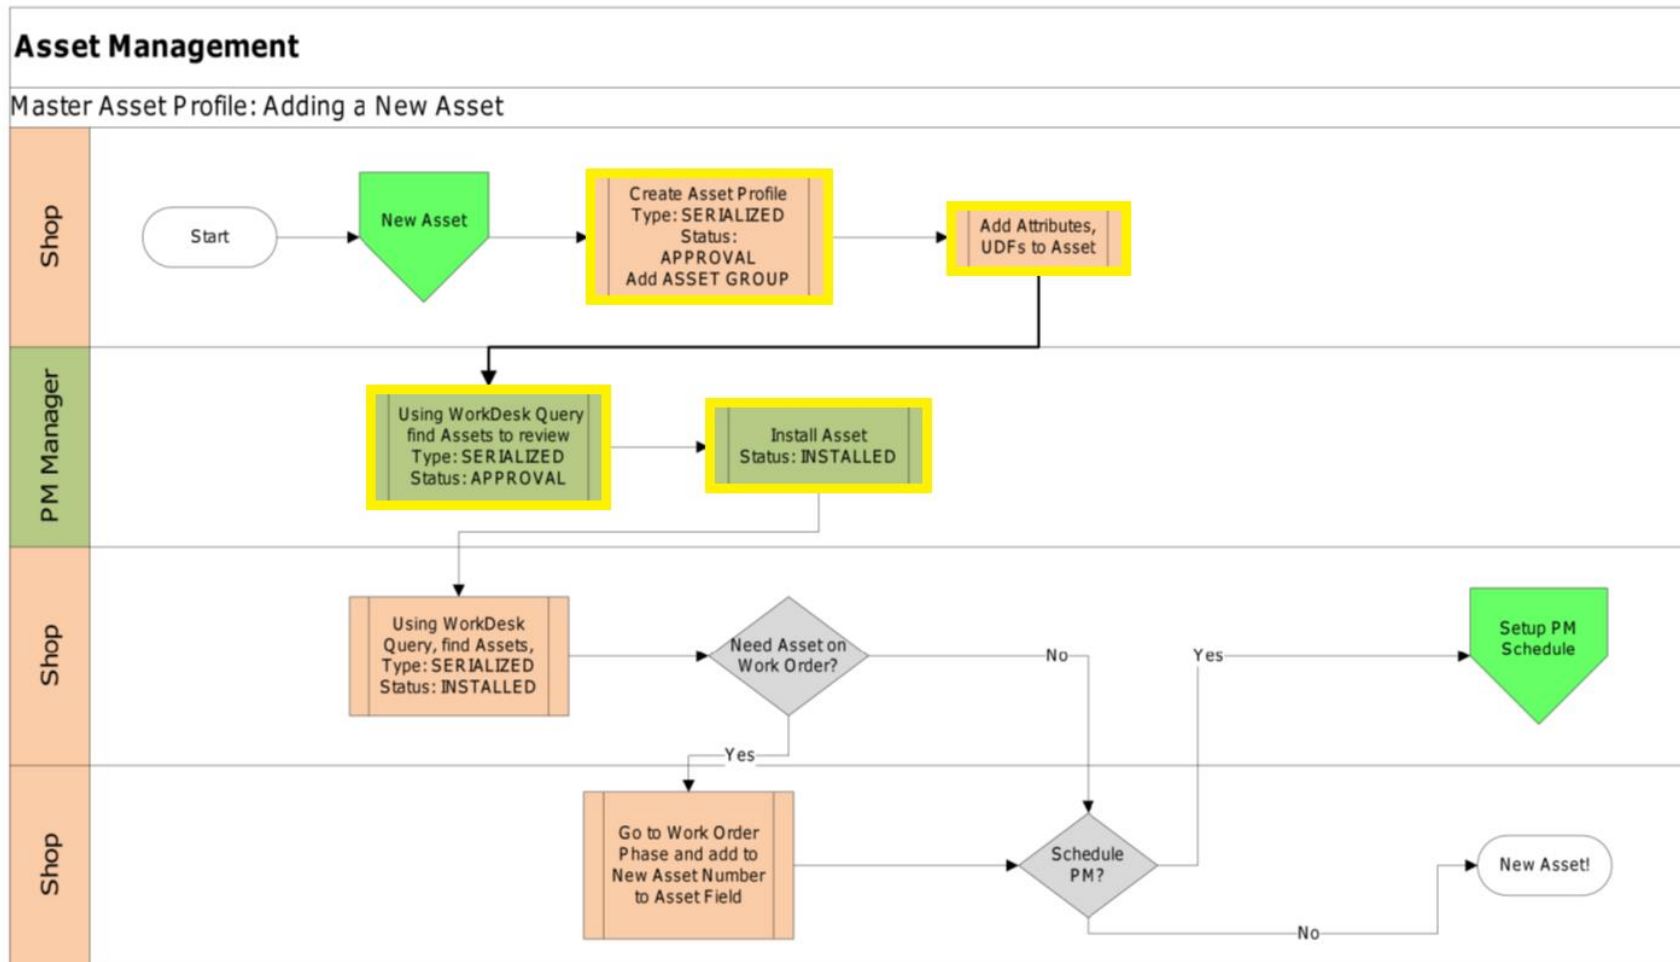 Asset Management
Master Asset Profile: Adding a New Asset
Shop
Start
New Asset
Create Asset Profile
Type: SERIALIZED
Status:
APPROVAL
Add ASSET GROUP
Add Attributes,
UDFs to Asset
PM Manager
Using WorkDesk Query
find Assets to review
Type: SERIALIZED
Status: APPROVAL
Install Asset
Status: INSTALLED
Shop
Using WorkDesk
Query, find Assets,
Type: SERIALIZED
Status: INSTALLED
Need Asset on
Work Order?
No
Yes
Yes
Setup PM
Schedule
Shop
Go to Work Order
Phase and add to
New Asset Number
to Asset Field
Schedule
PM?
No
New Asset!